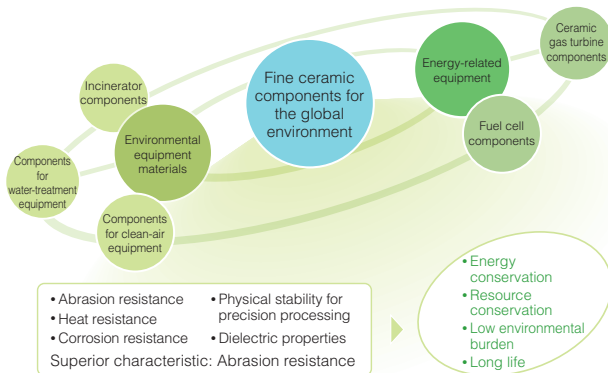 Ceramic
gas turbine
components
Energy-related
equipment
Fine ceramic
components for
the global
environment
Incinerator
components
Fuel cell
components
Environmental
equipment
materials
Components
for
water-treatment
equipment
Components
for clean-air
equipment
• Abrasion resistance
• Heat resistance
• Corrosion resistance
• Physical stability for
precision processing
• Dielectric properties
Superior characteristic: Abrasion resistance
• Energy
conservation
• Resource
conservation
• Low environmental
burden
• Long life